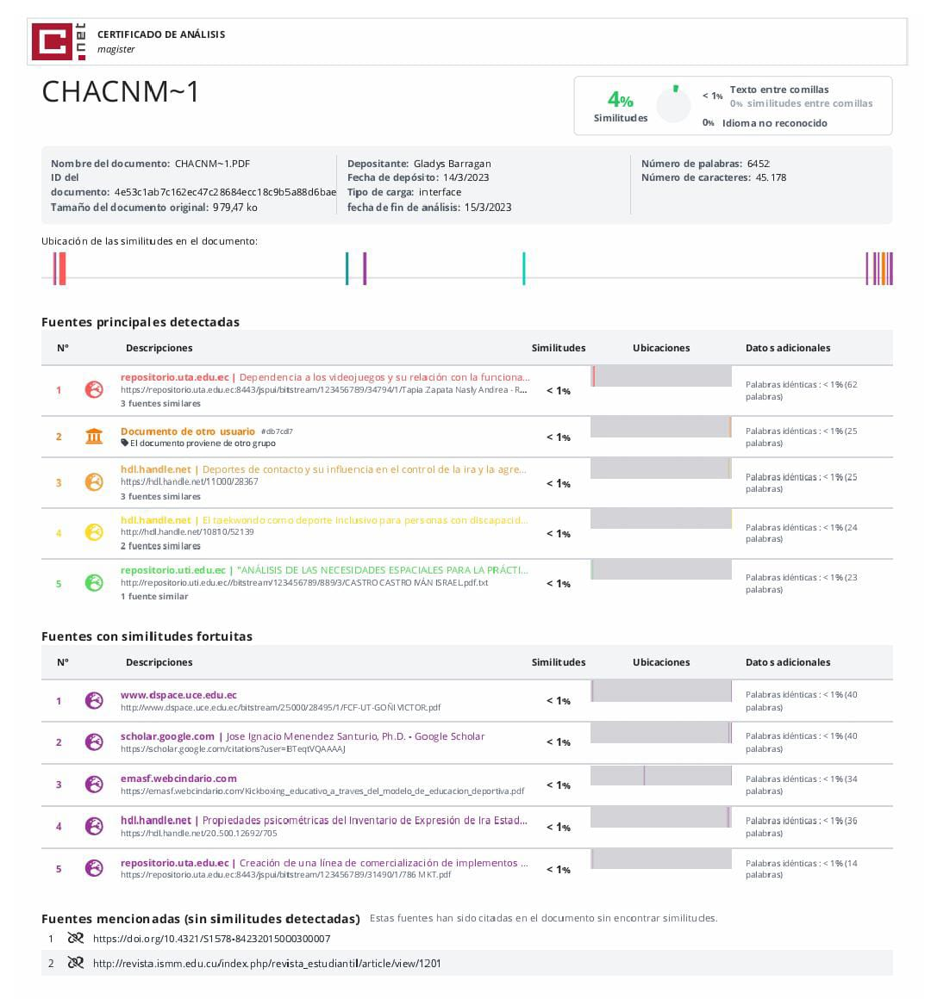 net
CERTIFICADO DE ANÁLISIS
magister
CHACNM~1
4%
Similitudes
< 1% Texto entre comillas
0% similitudes entre comillas
0% Idioma no reconocido
Nombre del documento: CHACNM~1.PDF
ID del
documento: 4e53c1ab7c162ec47c28684ecc18c9b5a88d6bae
Tamaño del documento original: 979,47 ko
Depositante: Gladys Barragan
Fecha de depósito: 14/3/2023
Tipo de carga: interface
fecha de fin de análisis: 15/3/2023
Número de palabras: 6452
Número de caracteres: 45.178
Ubicación de las similitudes en el documento:
Fuentes principales detectadas
N° Descripciones Similitudes Ubicaciones Datos adicionales
1 repositorio.uta.edu.ec | Dependencia a los videojuegos y su relación con la funciona...
https://repositorio.uta.edu.ec:8443/jspui/bitstream/123456789/34794/1/Tapia Zapata Nasly Andrea - R...
3 fuentes similares
< 1%
Palabras idénticas : < 1% (62
palabras)
2 Documento de otro usuario #db7cd7
El documento proviene de otro grupo
< 1%
Palabras idénticas : < 1% (25
palabras)
3 hdl.handle.net | Deportes de contacto y su influencia en el control de la ira y la agre...
https://hdl.handle.net/11000/28367
3 fuentes similares
< 1%
Palabras idénticas : < 1% (25
palabras)
4 hdl.handle.net | El taekwondo como deporte inclusivo para personas con discapacid...
http://hdl.handle.net/10810/52139
2 fuentes similares
< 1%
Palabras idénticas : < 1% (24
palabras)
5 repositorio.uti.edu.ec | "ANÁLISIS DE LAS NECESIDADES ESPACIALES PARA LA PRÁCTI...
http://repositorio.uti.edu.ec//bitstream/123456789/889/3/CASTRO CASTRO IVÁN ISRAEL.pdf.txt
1 fuente similar
< 1%
Palabras idénticas : < 1% (23
palabras)
Fuentes con similitudes fortuitas
N° Descripciones Similitudes Ubicaciones Datos adicionales
1 www.dspace.uce.edu.ec
http://www.dspace.uce.edu.ec/bitstream/25000/28495/1/FCF-UT-GOÑI VICTOR.pdf
< 1%
Palabras idénticas : < 1% (40
palabras)
2 scholar.google.com | Jose Ignacio Menendez Santurio, Ph.D. - Google Scholar
https://scholar.google.com/citations?user=BTeqtVQAAAAJ
< 1%
Palabras idénticas : < 1% (40
palabras)
3 emasf.webcindario.com
https://emasf.webcindario.com/Kickboxing_educativo_a_traves_del_modelo_de_educacion_deportiva.pdf
< 1%
Palabras idénticas : < 1% (34
palabras)
4 hdl.handle.net | Propiedades psicométricas del Inventario de Expresión de Ira Estad...
https://hdl.handle.net/20.500.12692/705
< 1%
Palabras idénticas : < 1% (36
palabras)
5 repositorio.uta.edu.ec | Creación de una línea de comercialización de implementos ...
https://repositorio.uta.edu.ec:8443/jspui/bitstream/123456789/31490/1/786 MKT.pdf
< 1%
Palabras idénticas : < 1% (14
palabras)
Fuentes mencionadas (sin similitudes detectadas) Estas fuentes han sido citadas en el documento sin encontrar similitudes.
1 https://doi.org/10.4321/S1578-84232015000300007
2 http://revista.ismm.edu.cu/index.php/revista_estudiantil/article/view/1201